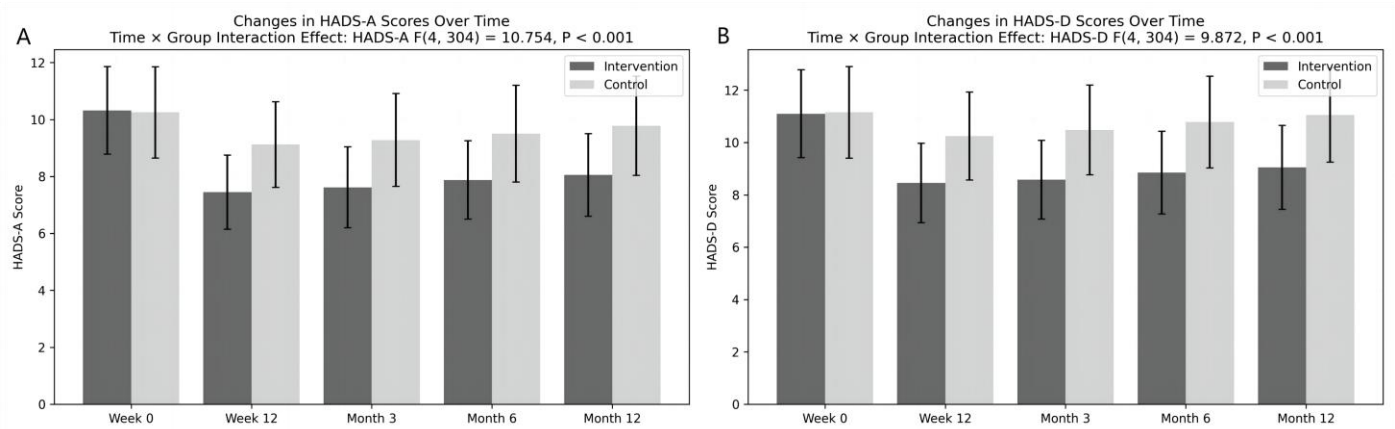 A
Changes in HADS-A Scores Over Time
Time × Group Interaction Effect: HADS-A F(4, 304) = 10.754, P < 0.001
Intervention
Control
HADS-A Score
12
10
8
6
4
2
0
Week 0
Week 12
Month 3
Month 6
Month 12
B
Changes in HADS-D Scores Over Time
Time × Group Interaction Effect: HADS-D F(4, 304) = 9.872, P < 0.001
Intervention
Control
HADS-D Score
12
10
8
6
4
2
0
Week 0
Week 12
Month 3
Month 6
Month 12